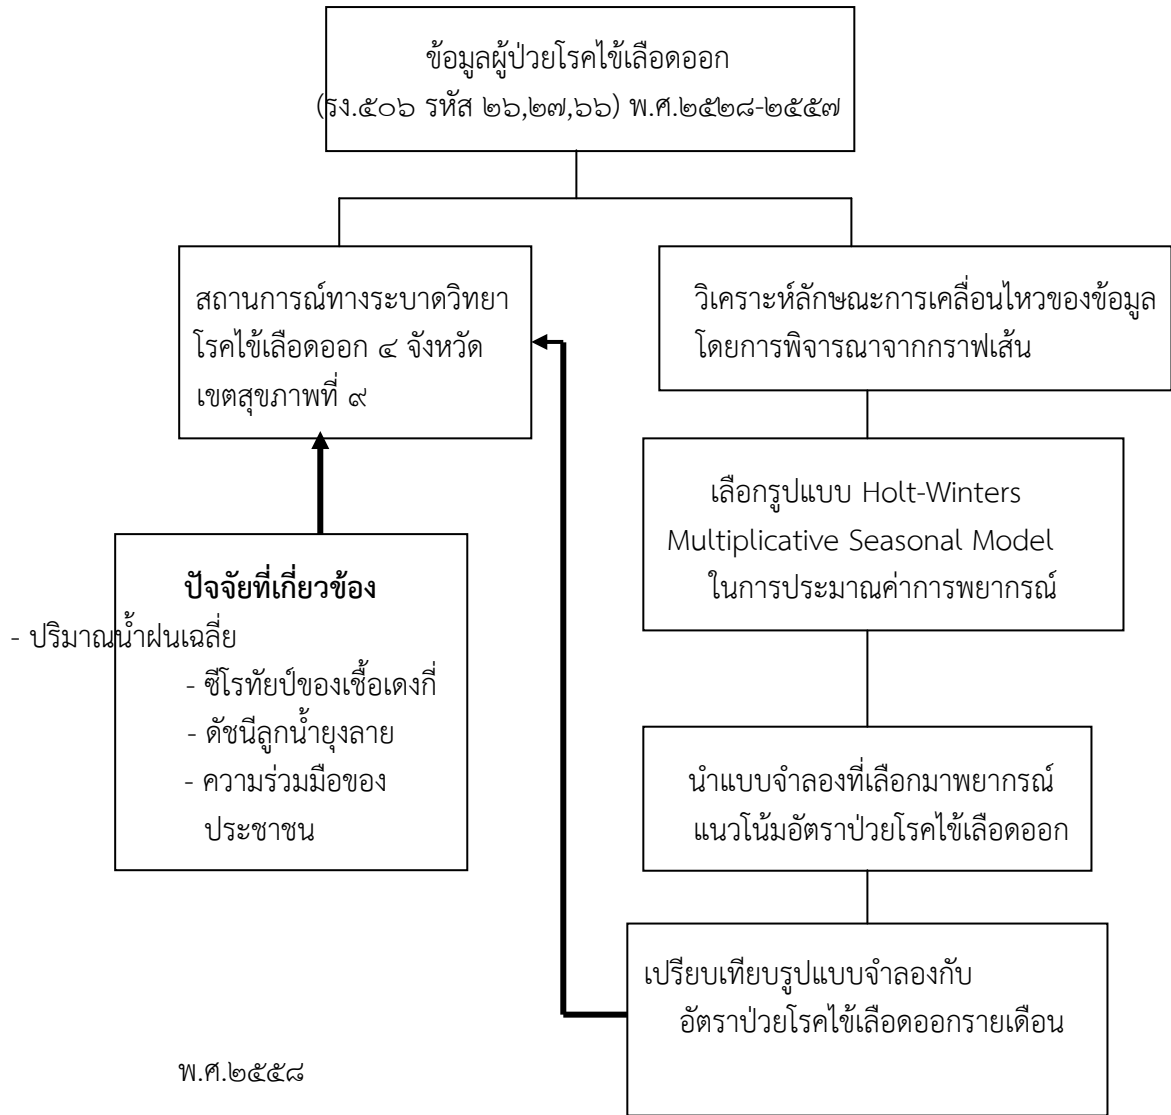 ข้อมูลผู้ป่วยโรคไข้เลือดออก
(รง.๕๐๖ รหัส ๒๖,๒๗,๖๖) พ.ศ.๒๕๒๘-๒๕๕๗
สถานการณ์ทางระบาดวิทยา
โรคไข้เลือดออก ๔ จังหวัด
เขตสุขภาพที่ ๙
วิเคราะห์ลักษณะการเคลื่อนไหวของข้อมูล
โดยการพิจารณาจากกราฟเส้น
เลือกรูปแบบ Holt-Winters
Multiplicative Seasonal Model
ในการประมาณค่าการพยากรณ์
ปัจจัยที่เกี่ยวข้อง
- ปริมาณน้ำฝนเฉลี่ย
- ซีโรทัยป์ของเชื้อเดงกี่
- ดัชนีลูกน้ำยุงลาย
- ความร่วมมือของ
ประชาชน
นำแบบจำลองที่เลือกมาพยากรณ์
แนวโน้มอัตราป่วยโรคไข้เลือดออก
เปรียบเทียบรูปแบบจำลองกับ
อัตราป่วยโรคไข้เลือดออกรายเดือน
พ.ศ.๒๕๕๘